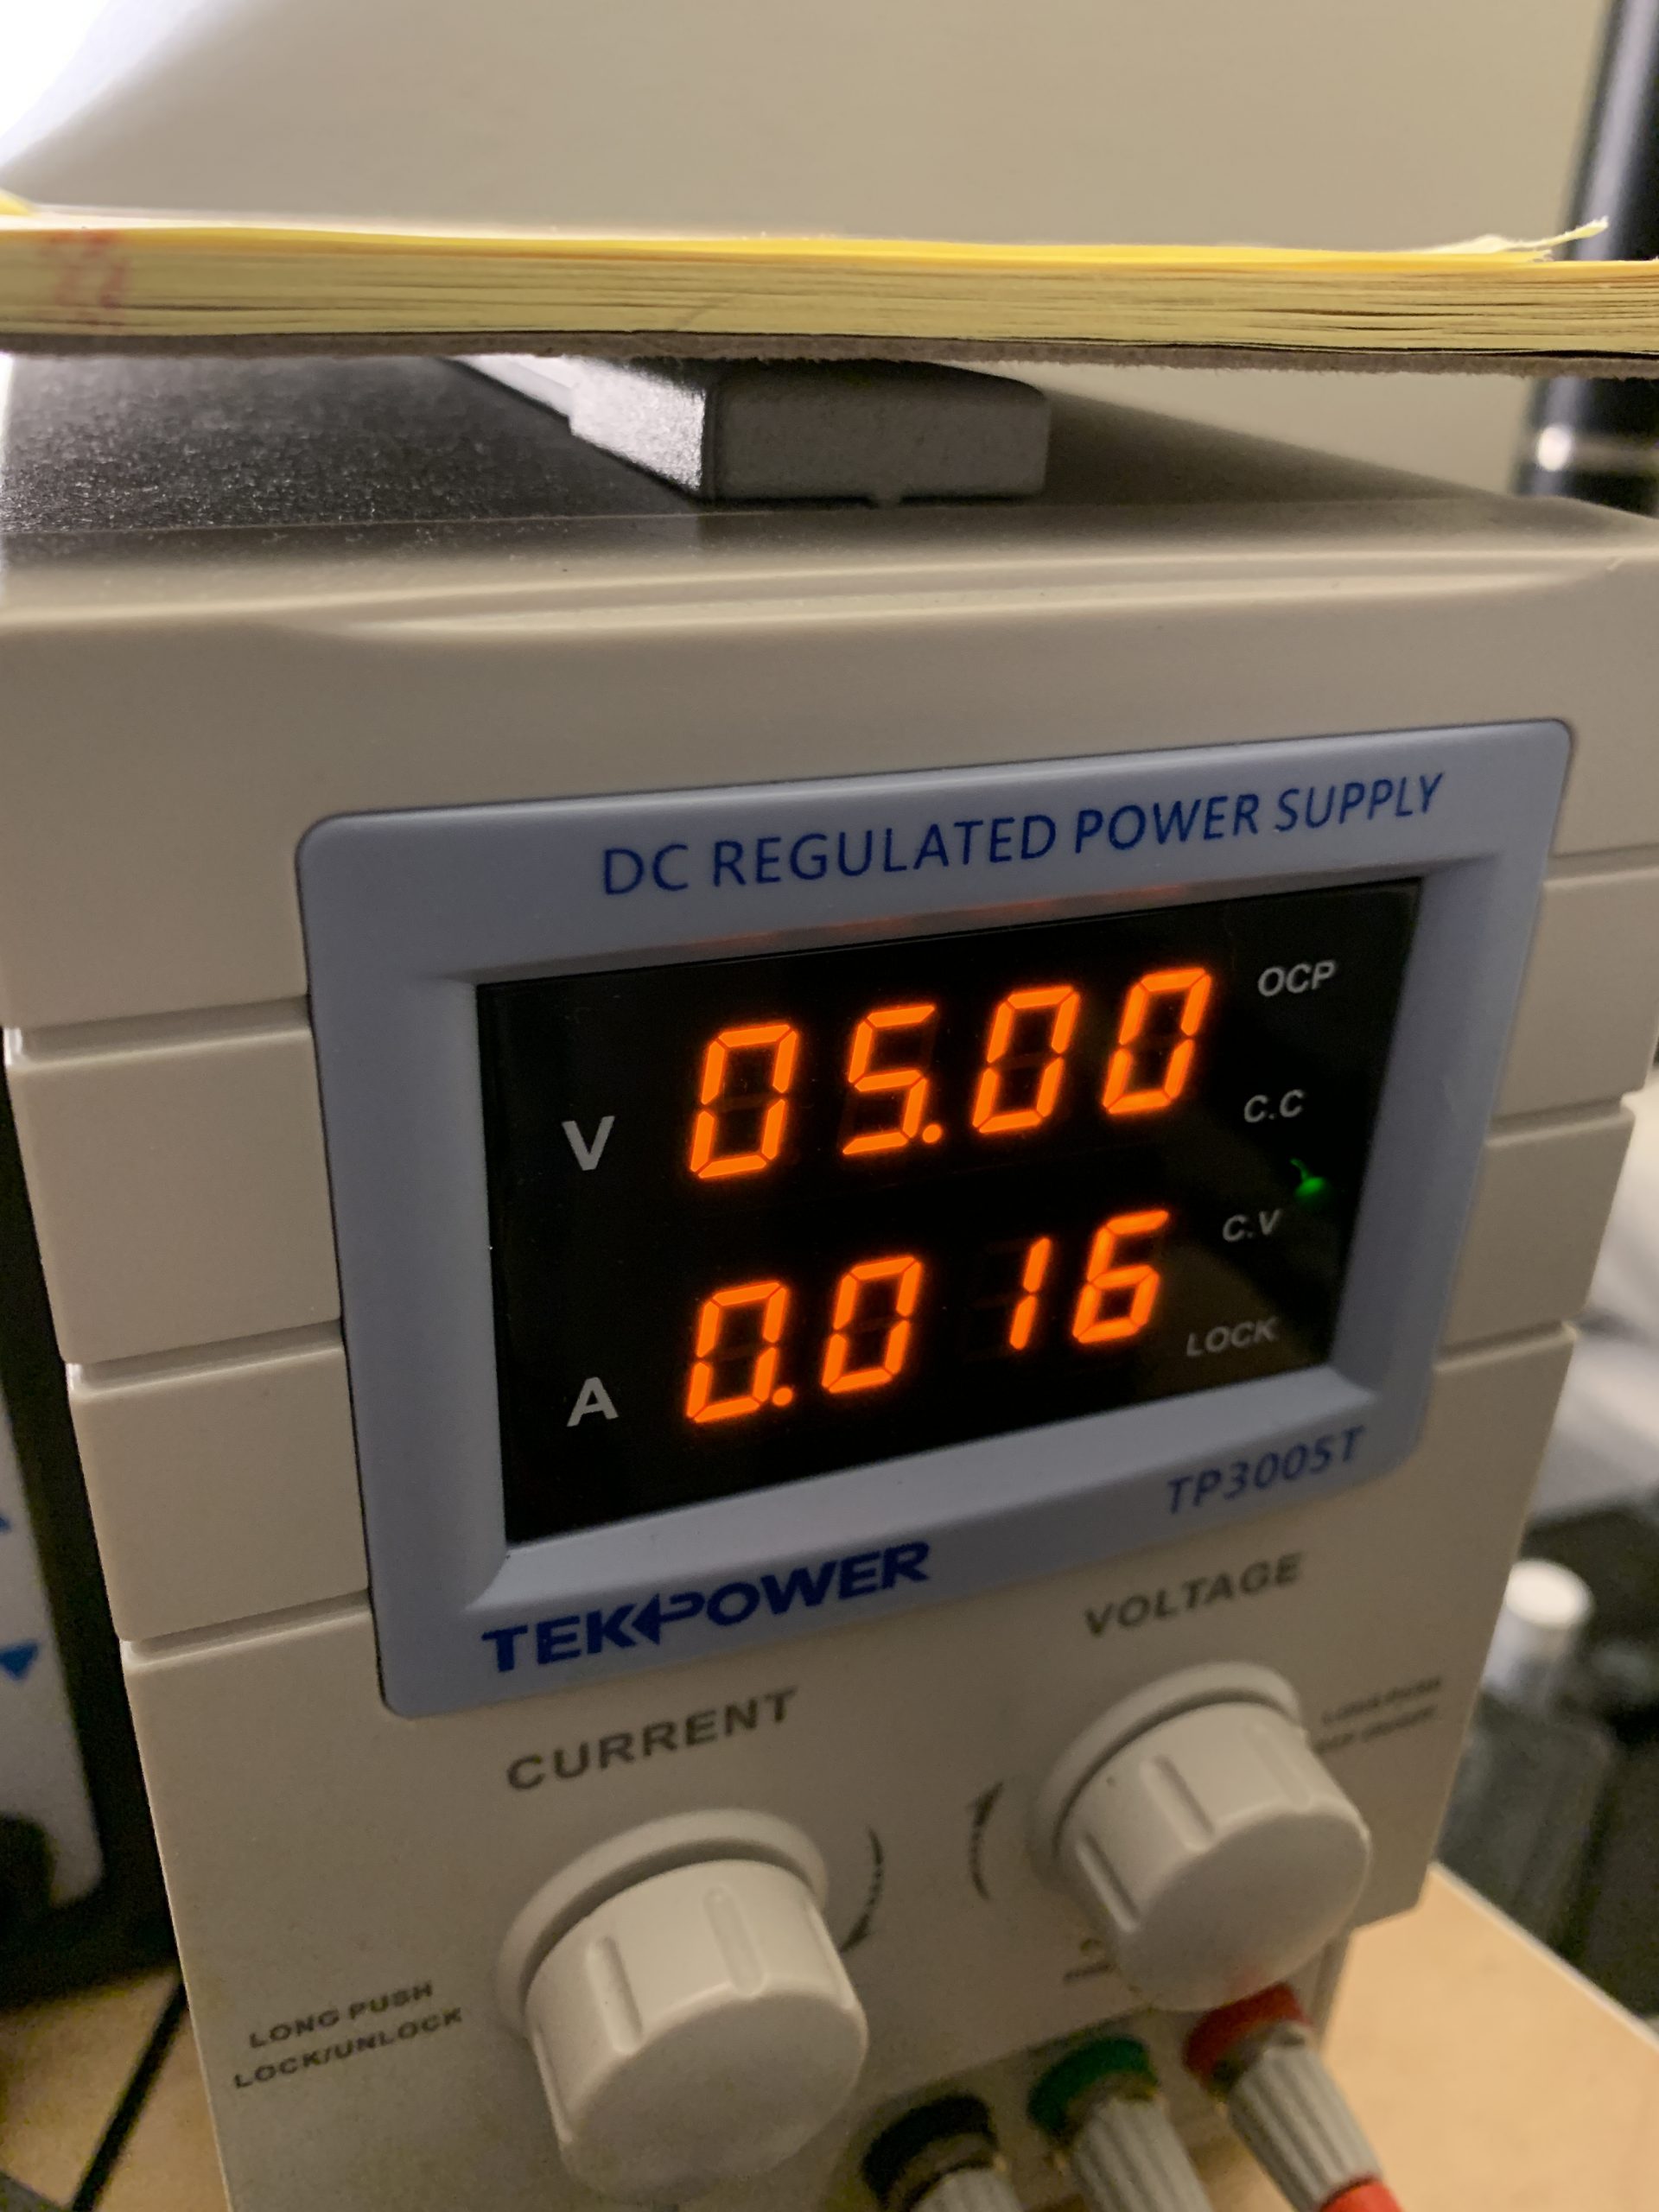 DC REGULATED POWER SUPPLY
V 05.00 OCP
C.C
C.V
A 0.016 LOCK
TP3005T
TEKPOWER
VOLTAGE
CURRENT
LONG PUSH
LOCK/UNLOCK